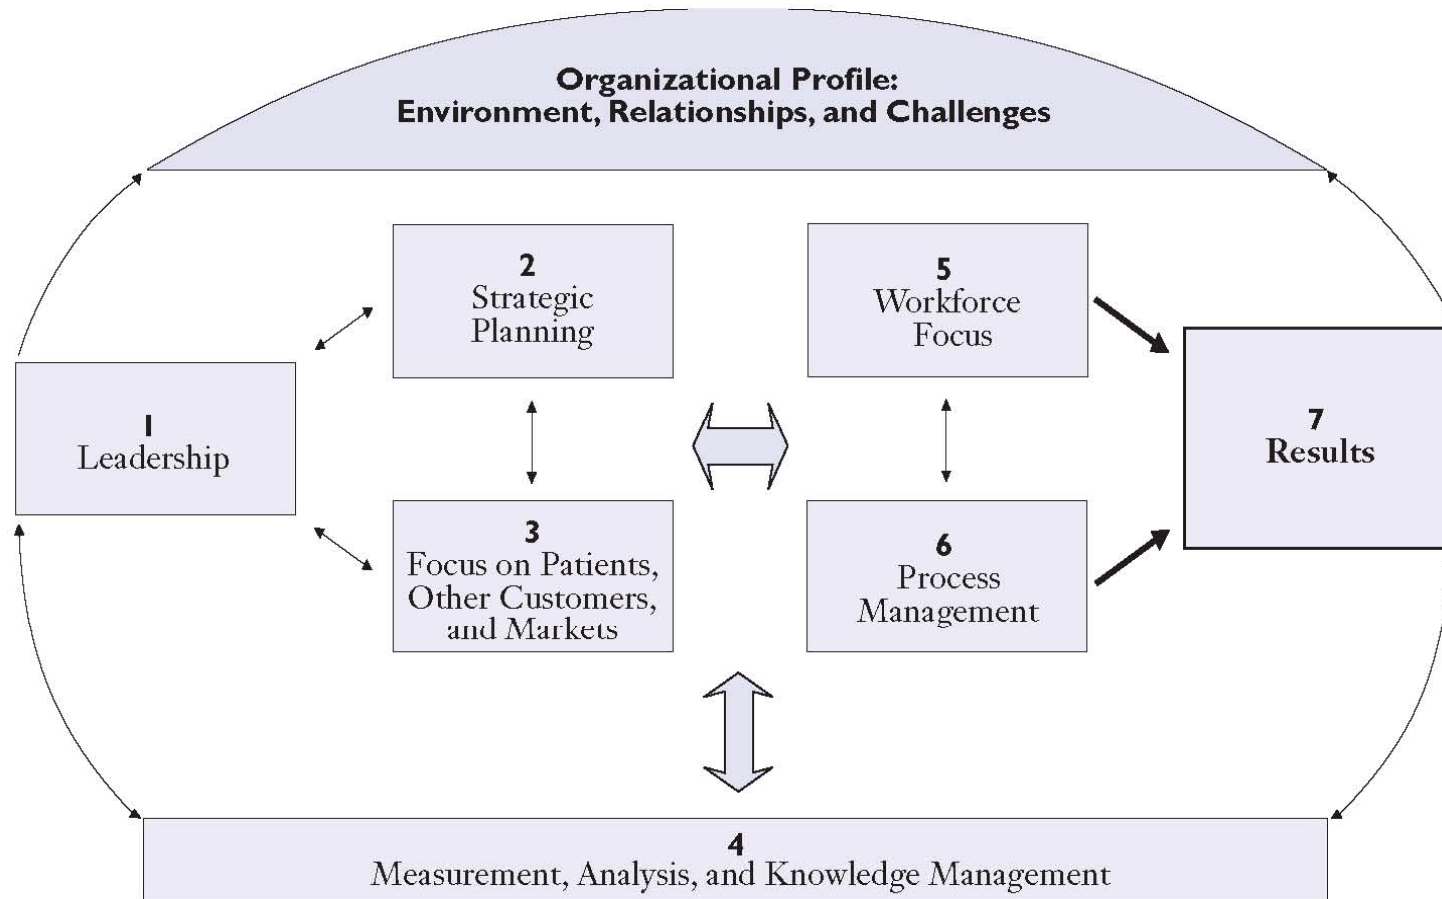 Organizational Profile:
Environment, Relationships, and Challenges
2
Strategic
Planning
5
Workforce
Focus
1
Leadership
7
Results
3
Focus on Patients,
Other Customers,
and Markets
6
Process
Management
4
Measurement, Analysis, and Knowledge Management